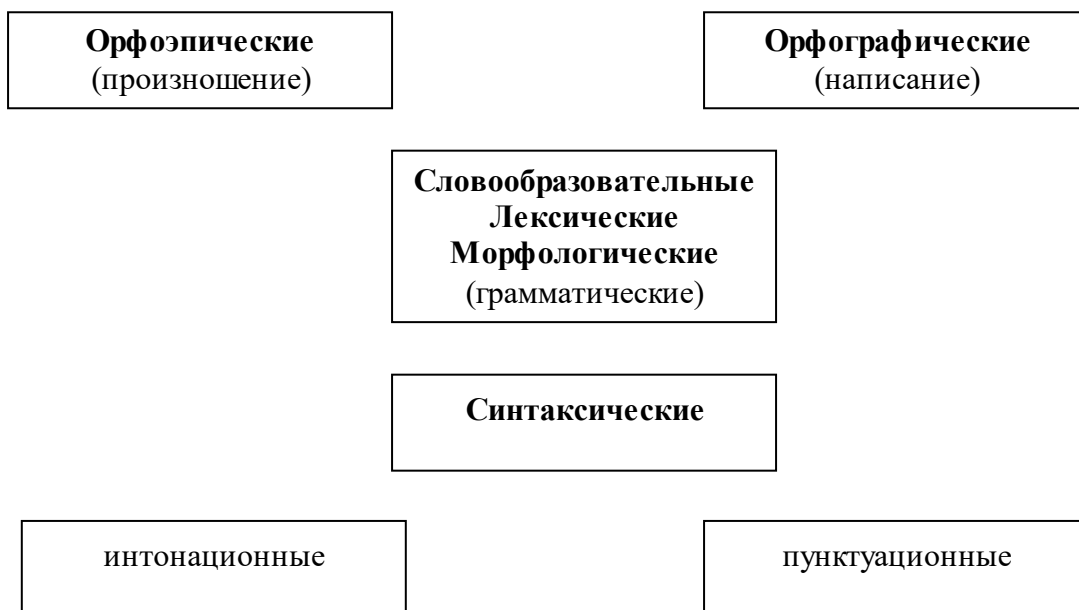 Орфоэпические
(произношение)
Орфографические
(написание)
Словообразовательные
Лексические
Морфологические
(грамматические)
Синтаксические
интонационные
пунктуационные